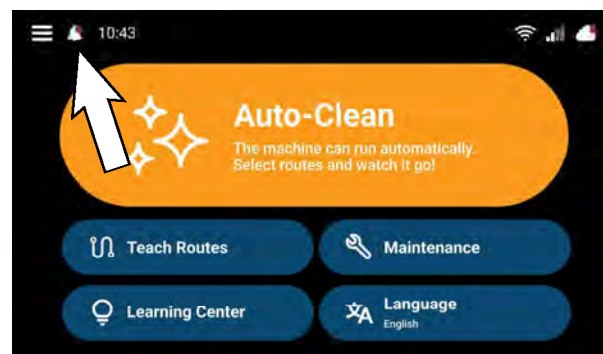 10:43
Auto-Clean
The machine can run automatically.
Select routes and watch it go!
Teach Routes
Maintenance
Learning Center
Language
English